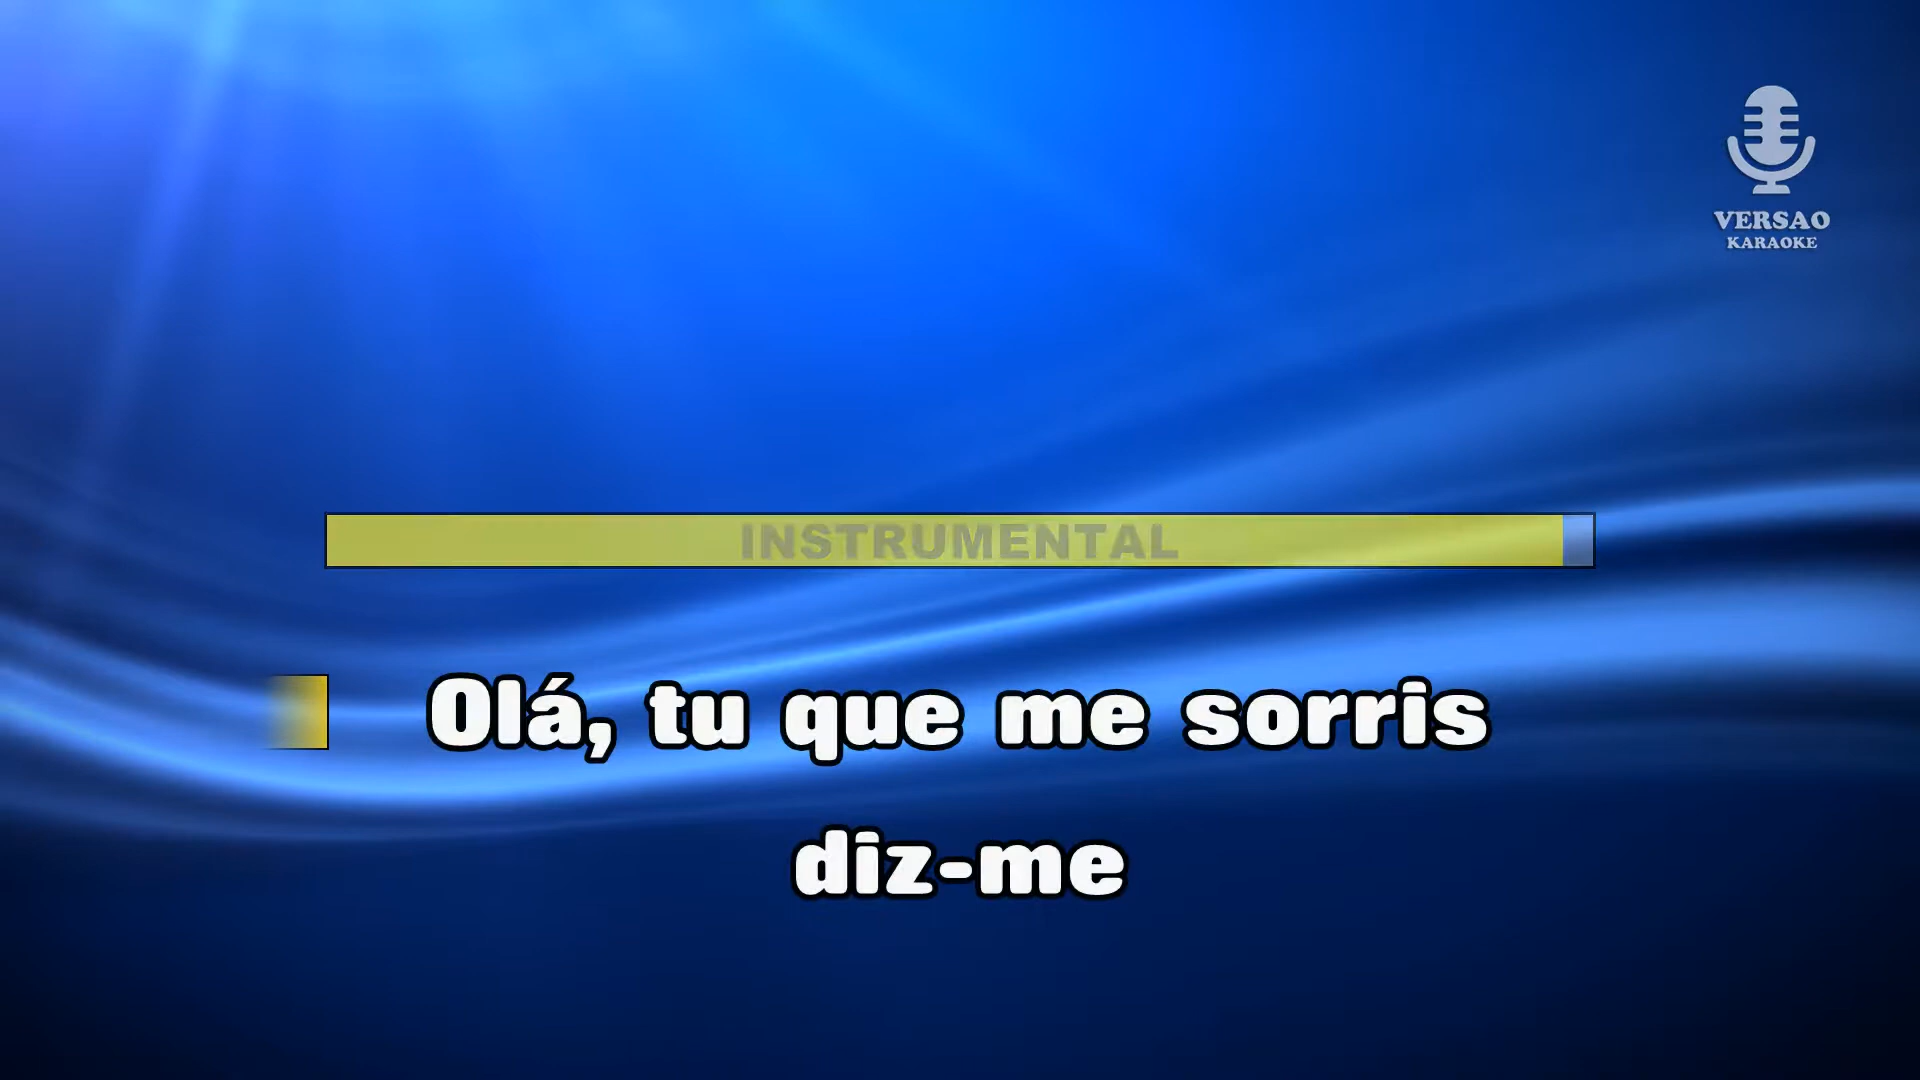 VERSAO
KARAOKE
INSTRUMENTAL
Olá, tu que me sorris
diz-me